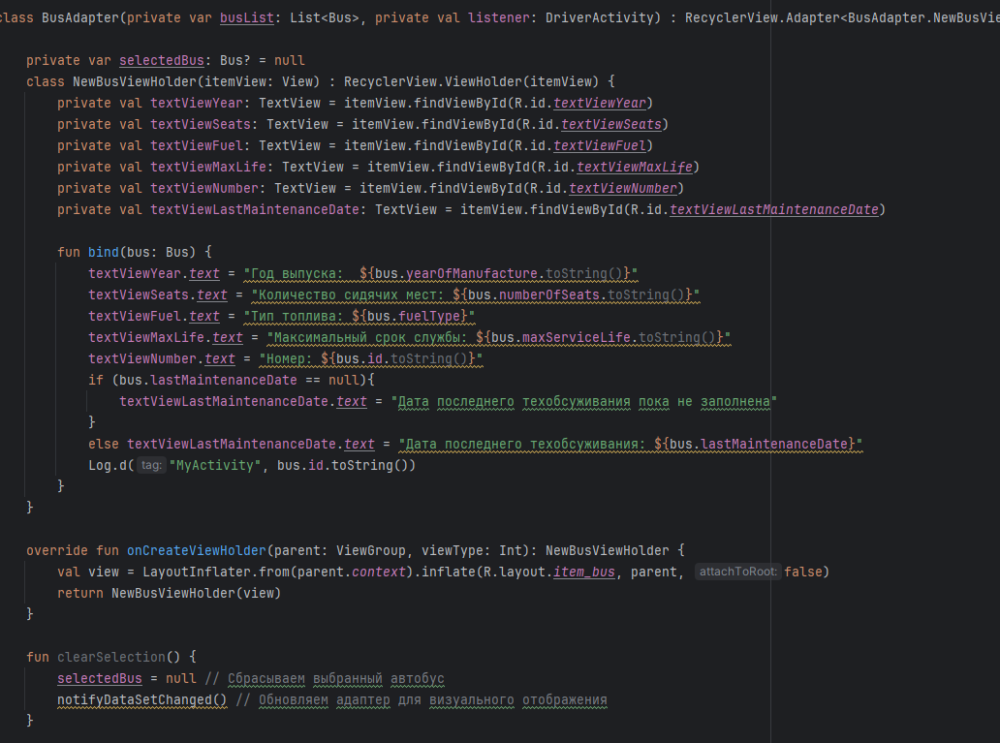 class BusAdapter(private var busList: List<Bus>, private val listener: DriverActivity) : RecyclerView.Adapter<BusAdapter.NewBusVie
private var selectedBus: Bus? = null
class NewBusViewHolder(itemView: View) : RecyclerView.ViewHolder(itemView) {
private val textViewYear: TextView = itemView.findViewById(R.id.textViewYear)
private val textViewSeats: TextView = itemView.findViewById(R.id.textViewSeats)
private val textViewFuel: TextView = itemView.findViewById(R.id.textViewFuel)
private val textViewMaxLife: TextView = itemView.findViewById(R.id.textViewMaxLife)
private val textViewNumber: TextView = itemView.findViewById(R.id.textViewNumber)
private val textViewLastMaintenanceDate: TextView = itemView.findViewById(R.id.textViewLastMaintenanceDate)
fun bind(bus: Bus) {
textViewYear.text = "Год выпуска:  ${bus.yearOfManufacture.toString()}"
textViewSeats.text = "Количество сидячих мест: ${bus.numberOfSeats.toString()}"
textViewFuel.text = "Тип топлива: ${bus.fuelType}"
textViewMaxLife.text = "Максимальный срок службы: ${bus.maxServiceLife.toString()}"
textViewNumber.text = "Номер: ${bus.id.toString()}"
if (bus.lastMaintenanceDate == null){
textViewLastMaintenanceDate.text = "Дата последнего техобсуживания пока не заполнена"
}
else textViewLastMaintenanceDate.text = "Дата последнего техобсуживания: ${bus.lastMaintenanceDate}"
Log.d( tag: "MyActivity", bus.id.toString())
}
}
override fun onCreateViewHolder(parent: ViewGroup, viewType: Int): NewBusViewHolder {
val view = LayoutInflater.from(parent.context).inflate(R.layout.item_bus, parent, attachToRoot: false)
return NewBusViewHolder(view)
}
fun clearSelection() {
selectedBus = null // Сбрасываем выбранный автобус
notifyDataSetChanged() // Обновляем адаптер для визуального отображения
}